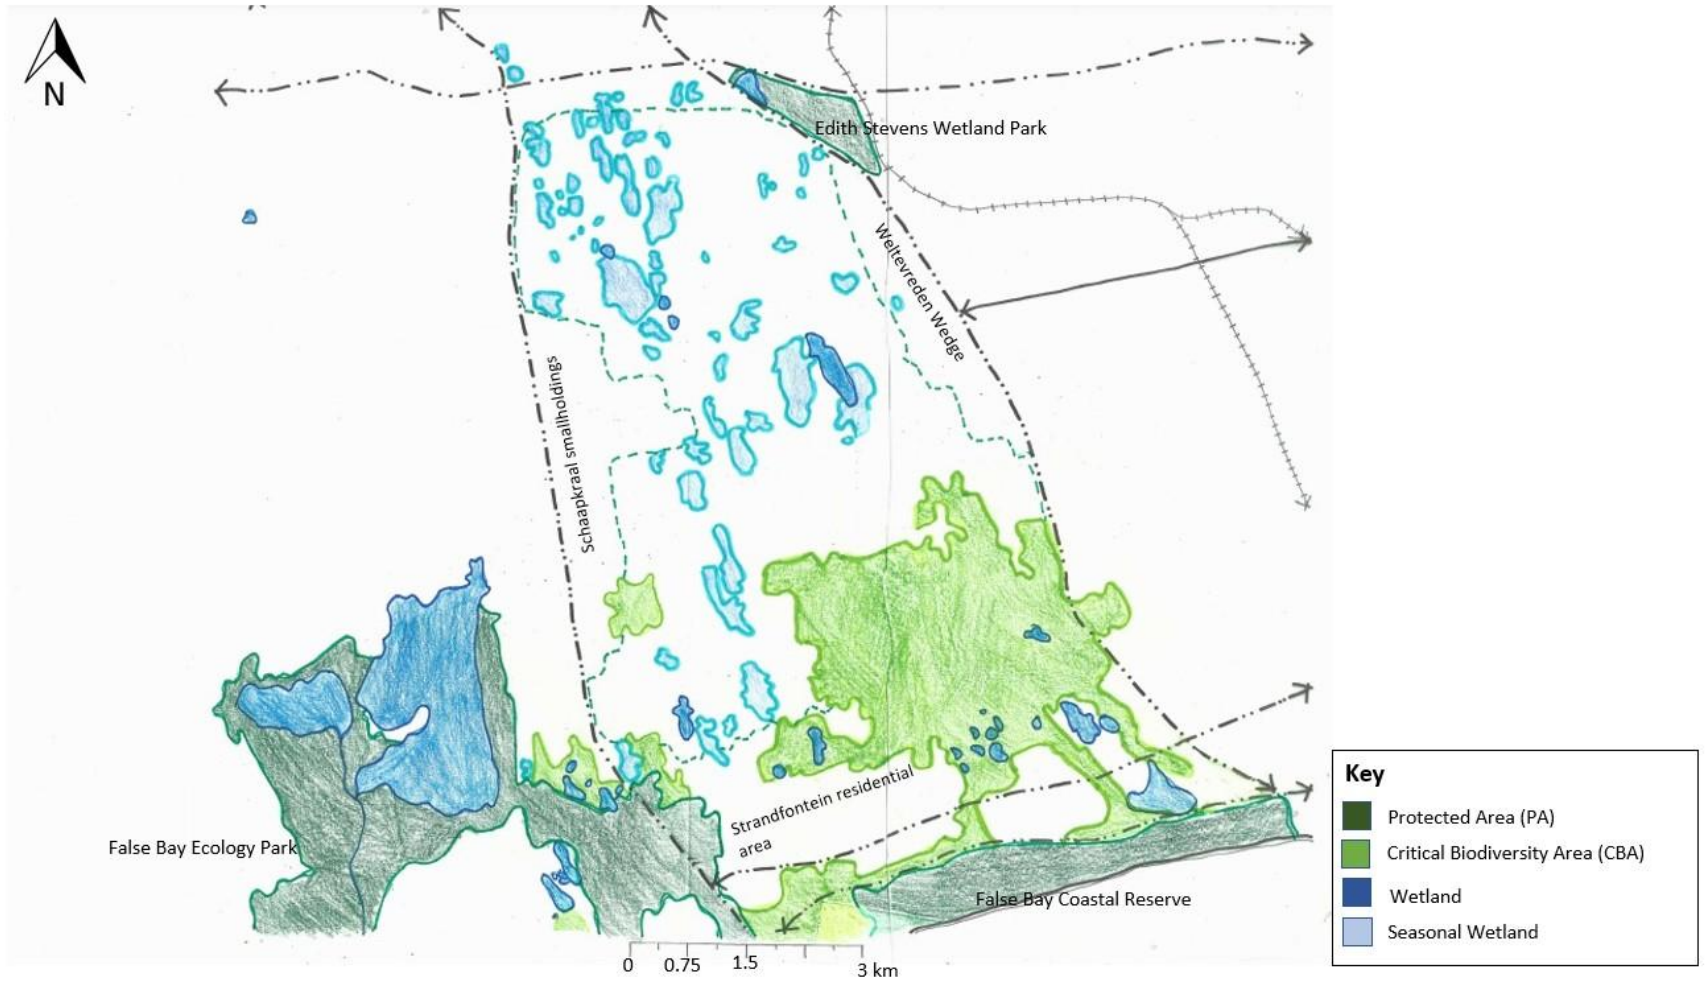 N
Edith Stevens Wetland Park
Weltevreden Wedge
Schaapkraal smallholdings
Strandfontein residential
area
False Bay Ecology Park
False Bay Coastal Reserve
0 0.75 1.5 3 km
Key
Protected Area (PA)
Critical Biodiversity Area (CBA)
Wetland
Seasonal Wetland